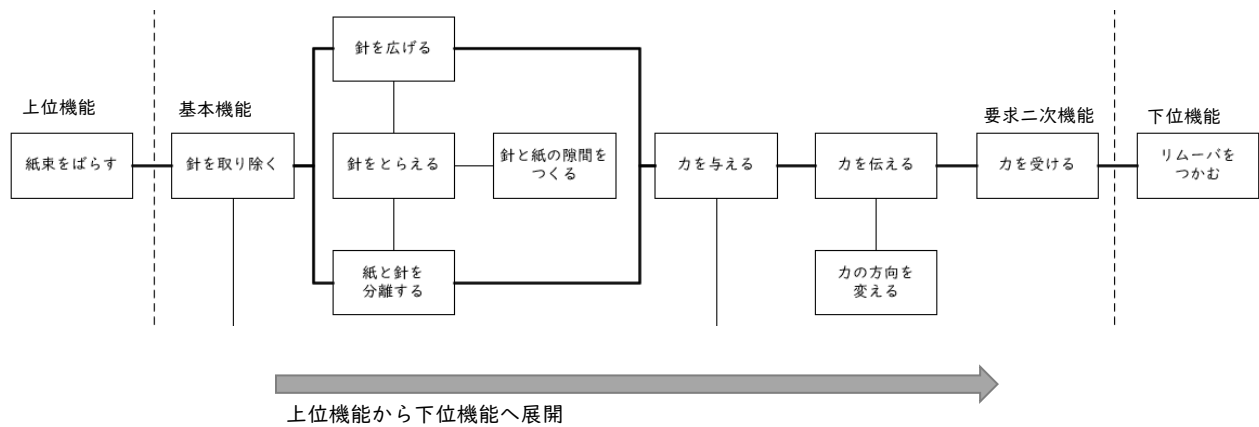 上位機能
基本機能
要求二次機能
下位機能
紙束をばらす
針を取り除く
針を広げる
針をとらえる
針と紙の隙間を
つくる
紙と針を
分離する
力を与える
力を伝える
力の方向を
変える
力を受ける
リムーバを
つかむ
上位機能から下位機能へ展開